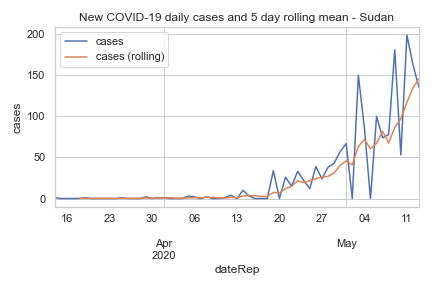 New COVID-19 daily cases and 5 day rolling mean - Sudan
cases
cases (rolling)
cases
200
150
100
50
0
16 23 30 06 13 20 27 04 11
Apr May
2020
dateRep